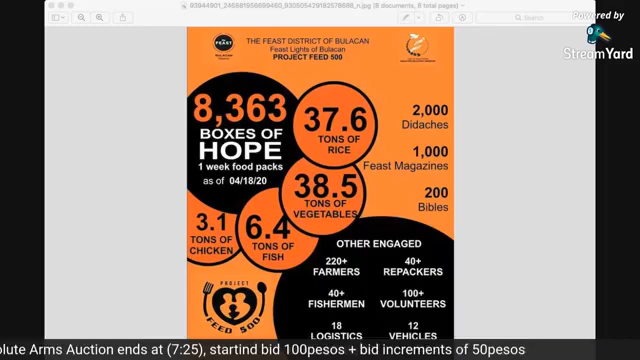 93944901_246881956699460_930805429182578688_n.jpg (8 documents, 8 total pages)
Search
Powered by
StreamYard
THE FEAST
BULACAN
THE FEAST DISTRICT OF BULACAN
Feast Lights of Bulacan
PROJECT FEED 500
8,363
BOXES OF
HOPE
1 week food packs
as of 04/18/20
37.6
TONS OF
RICE
38.5
TONS OF
VEGETABLES
3.1
TONS OF
CHICKEN
6.4
TONS OF
FISH
2,000
Didaches
1,000
Feast Magazines
200
Bibles
OTHER ENGAGED
220+
FARMERS
40+
REPACKERS
40+
FISHERMEN
100+
VOLUNTEERS
18
LOGISTICS
12
VEHICLES
PROJECT
FEED 500
olute Arms Auction ends at (7:25), startind bid 100pesos + bid increments of 50pesos